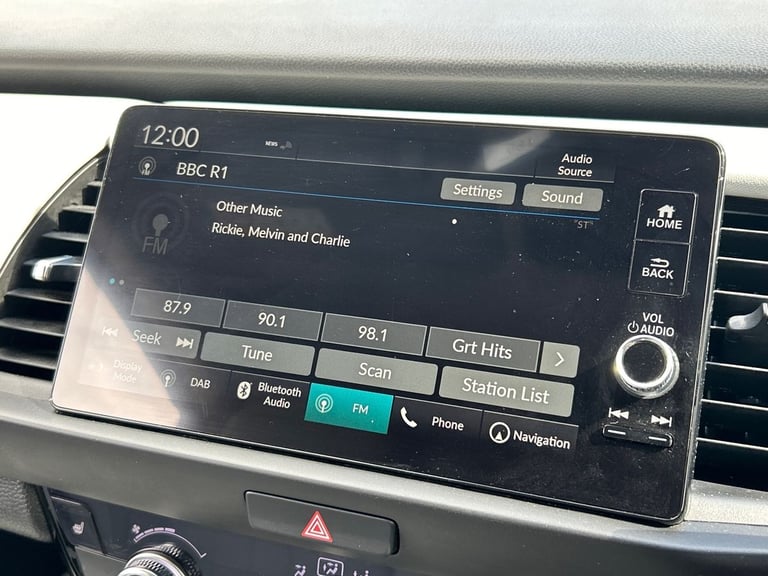 12:00
NEWS
Audio
Source
BBC R1
Settings
Sound
"ST"
Other Music
Rickie, Melvin and Charlie
FM
HOME
BACK
VOL
AUDIO
87.9
90.1
98.1
Grt Hits
Seek
Tune
Scan
Station List
Display
Mode
DAB
Bluetooth
Audio
FM
Phone
Navigation